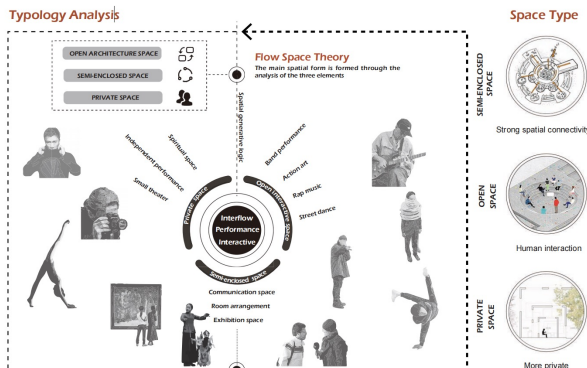 Typology Analysis
Space Type
OPEN ARCHITECTURE SPACE
SEMI-ENCLOSED SPACE
PRIVATE SPACE
Flow Space Theory
The main spatial form is formed through the
analysis of the three elements
Spatial generative logic
Spiritual space
Independent performance
Small theater
Band performance
Action art
Rap music
Street dance
Private space
Open interactive space
Interflow
Performance
Interactive
Semi-enclosed space
Communication space
Room arrangement
Exhibition space
SEMI-ENCLOSED
SPACE
Strong spatial connectivity
OPEN
SPACE
Human interaction
PRIVATE
SPACE
More private